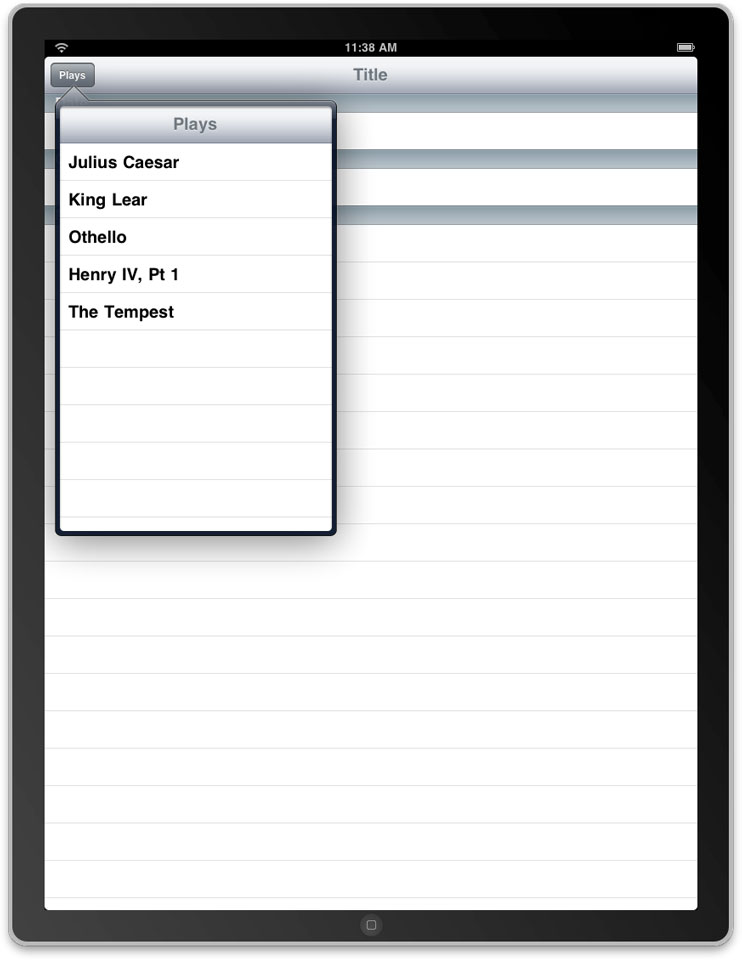 11:38 AM
Plays
Title
Plays
Julius Caesar
King Lear
Othello
Henry IV, Pt 1
The Tempest